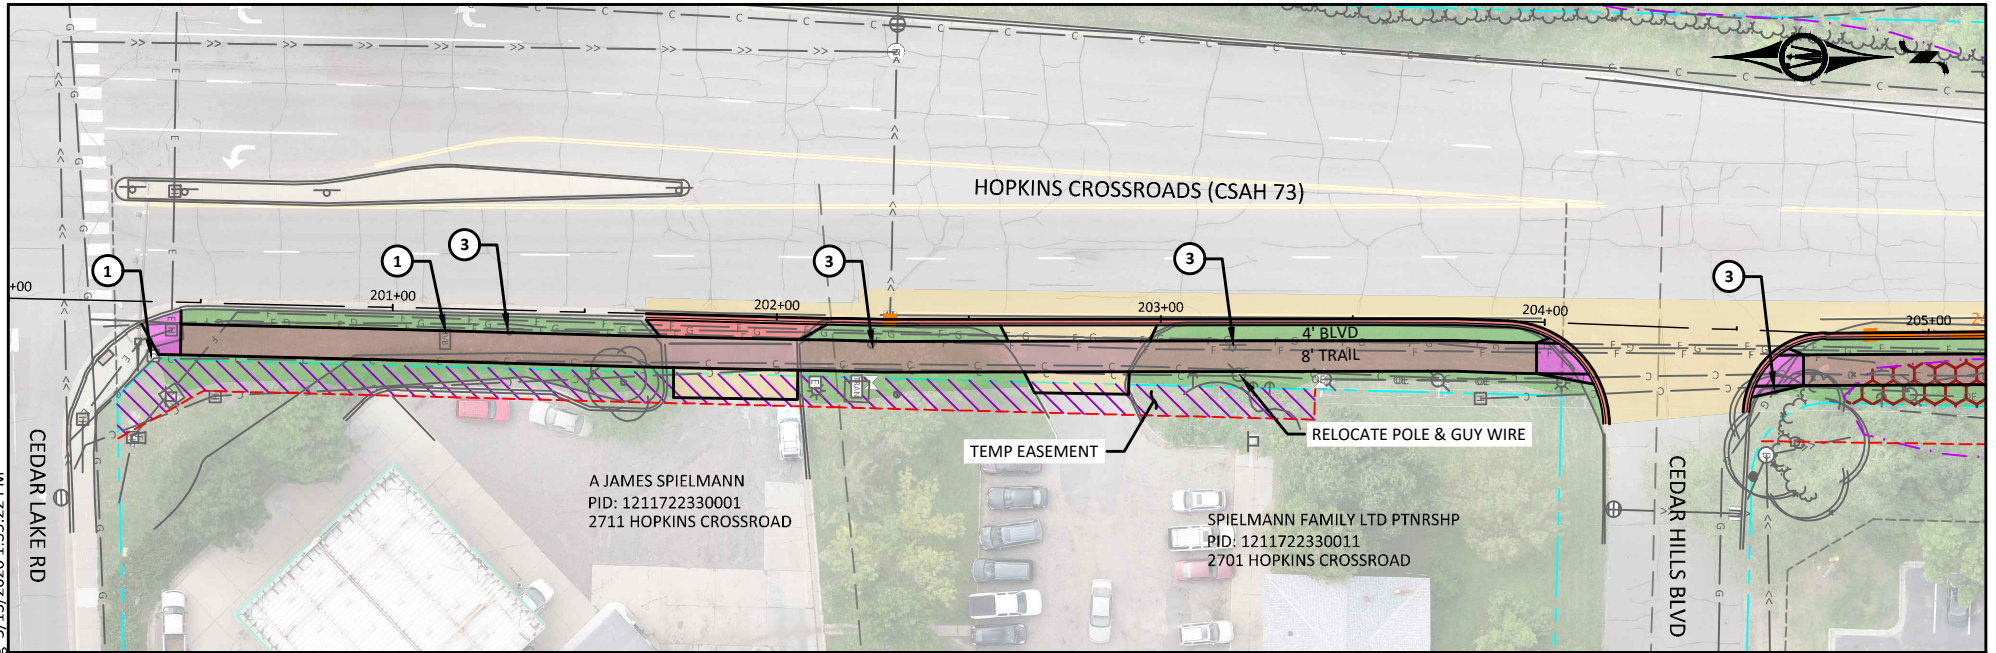 HOPKINS CROSSROADS (CSAH 73)
1
1
3
3
3
3
+00
201+00
202+00
203+00
204+00
205+00
4' BLVD
8' TRAIL
TEMP EASEMENT
RELOCATE POLE & GUY WIRE
A JAMES SPIELMANN
PID: 1211722330001
2711 HOPKINS CROSSROAD
SPIELMANN FAMILY LTD PTNRSHP
PID: 1211722330011
2701 HOPKINS CROSSROAD
CEDAR LAKE RD
CEDAR HILLS BLVD